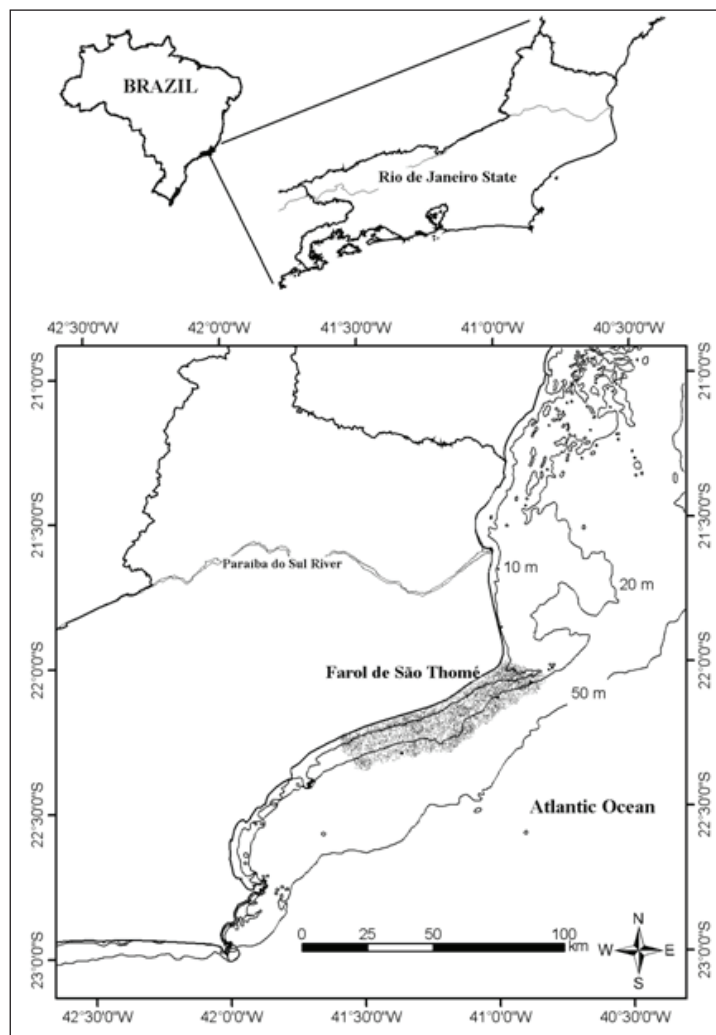 BRAZIL
Rio de Janeiro State
42°30'0"W 42°0'0"W 41°30'0"W 41°0'0"W 40°30'0"W
21°0'0"S 21°0'0"S
21°30'0"S 21°30'0"S
Paraíba do Sul River
10 m
20 m
Farol de São Thomé
22°0'0"S 22°0'0"S
50 m
Atlantic Ocean
22°30'0"S 22°30'0"S
0 25 50 100
km
N
W E
S
23°0'0"S 23°0'0"S
42°30'0"W 42°0'0"W 41°30'0"W 41°0'0"W 40°30'0"W